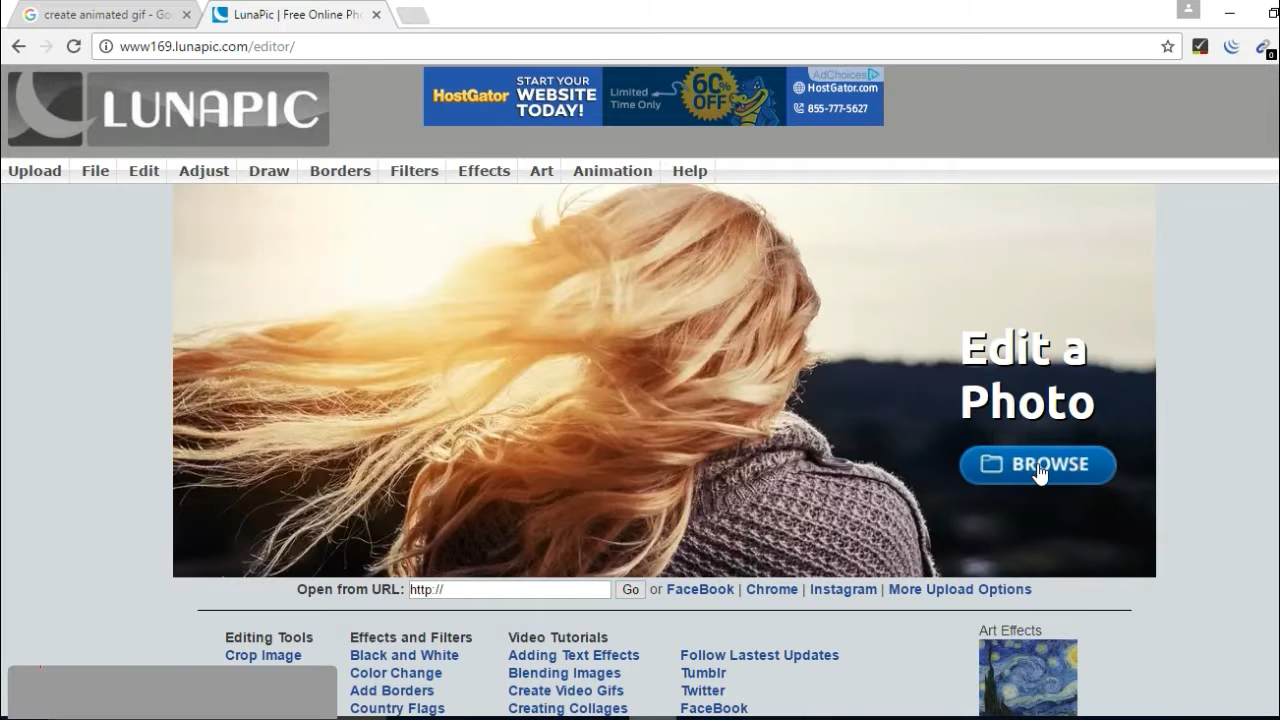 create animated gif - Go
LunaPic | Free Online Pho
www169.lunapic.com/editor/
0
LUNAPIC
HostGator
START YOUR
WEBSITE
TODAY!
Limited
Time Only
60%
OFF
AdChoices
HostGator.com
855-777-5627
Upload File Edit Adjust Draw Borders Filters Effects Art Animation Help
Edit a
Photo
BROWSE
Open from URL: http:// Go or FaceBook | Chrome | Instagram | More Upload Options
Editing Tools Effects and Filters Video Tutorials Art Effects
Crop Image Black and White Adding Text Effects Follow Lastest Updates
Color Change Blending Images Tumblr
Add Borders Create Video Gifs Twitter
Country Flags Creating Collages FaceBook